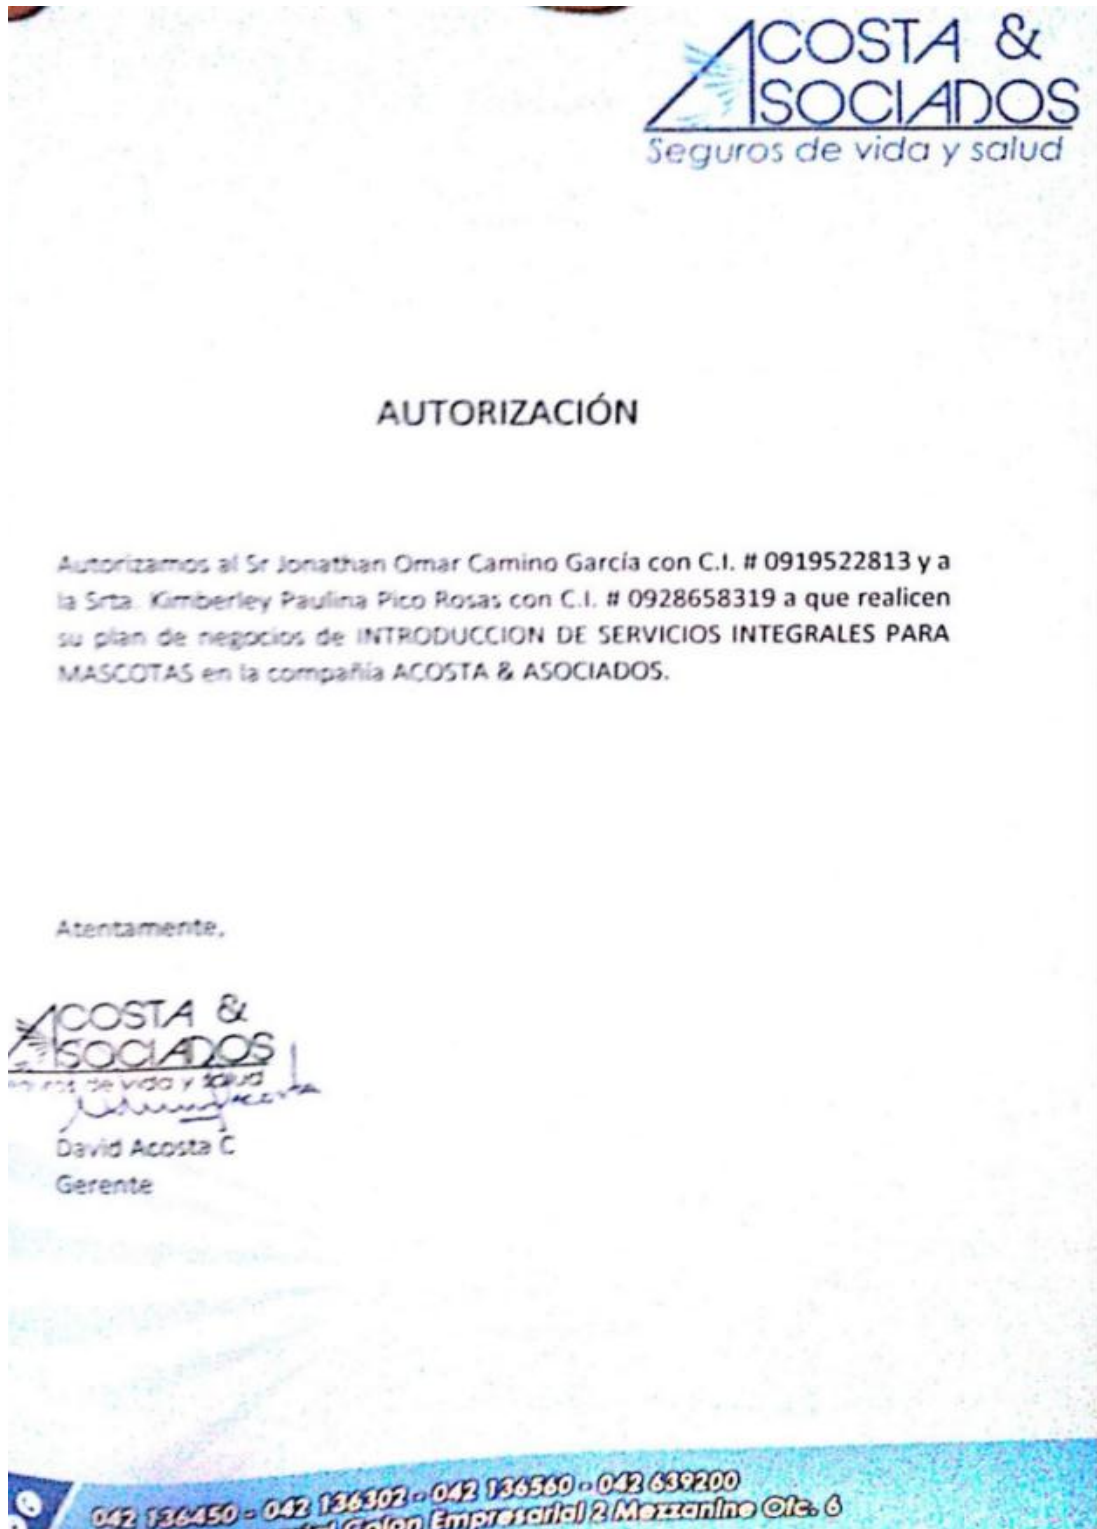 ACOSTA &
ASOCIADOS
Seguros de vida y salud
AUTORIZACIÓN
Autorizamos al Sr Jonathan Omar Camino García con C.I. # 0919522813 y a
la Srta. Kimberley Paulina Pico Rosas con C.I. # 0928658319 a que realicen
su plan de negocios de INTRODUCCION DE SERVICIOS INTEGRALES PARA
MASCOTAS en la compañía ACOSTA & ASOCIADOS.
Atentamente,
ACOSTA &
ASOCIADOS
de vida y salud
David Acosta C
Gerente
042 136450 - 042 136302 - 042 136560 - 042 639200
Colon Empresarial 2 Mezzanine Ofc. 6